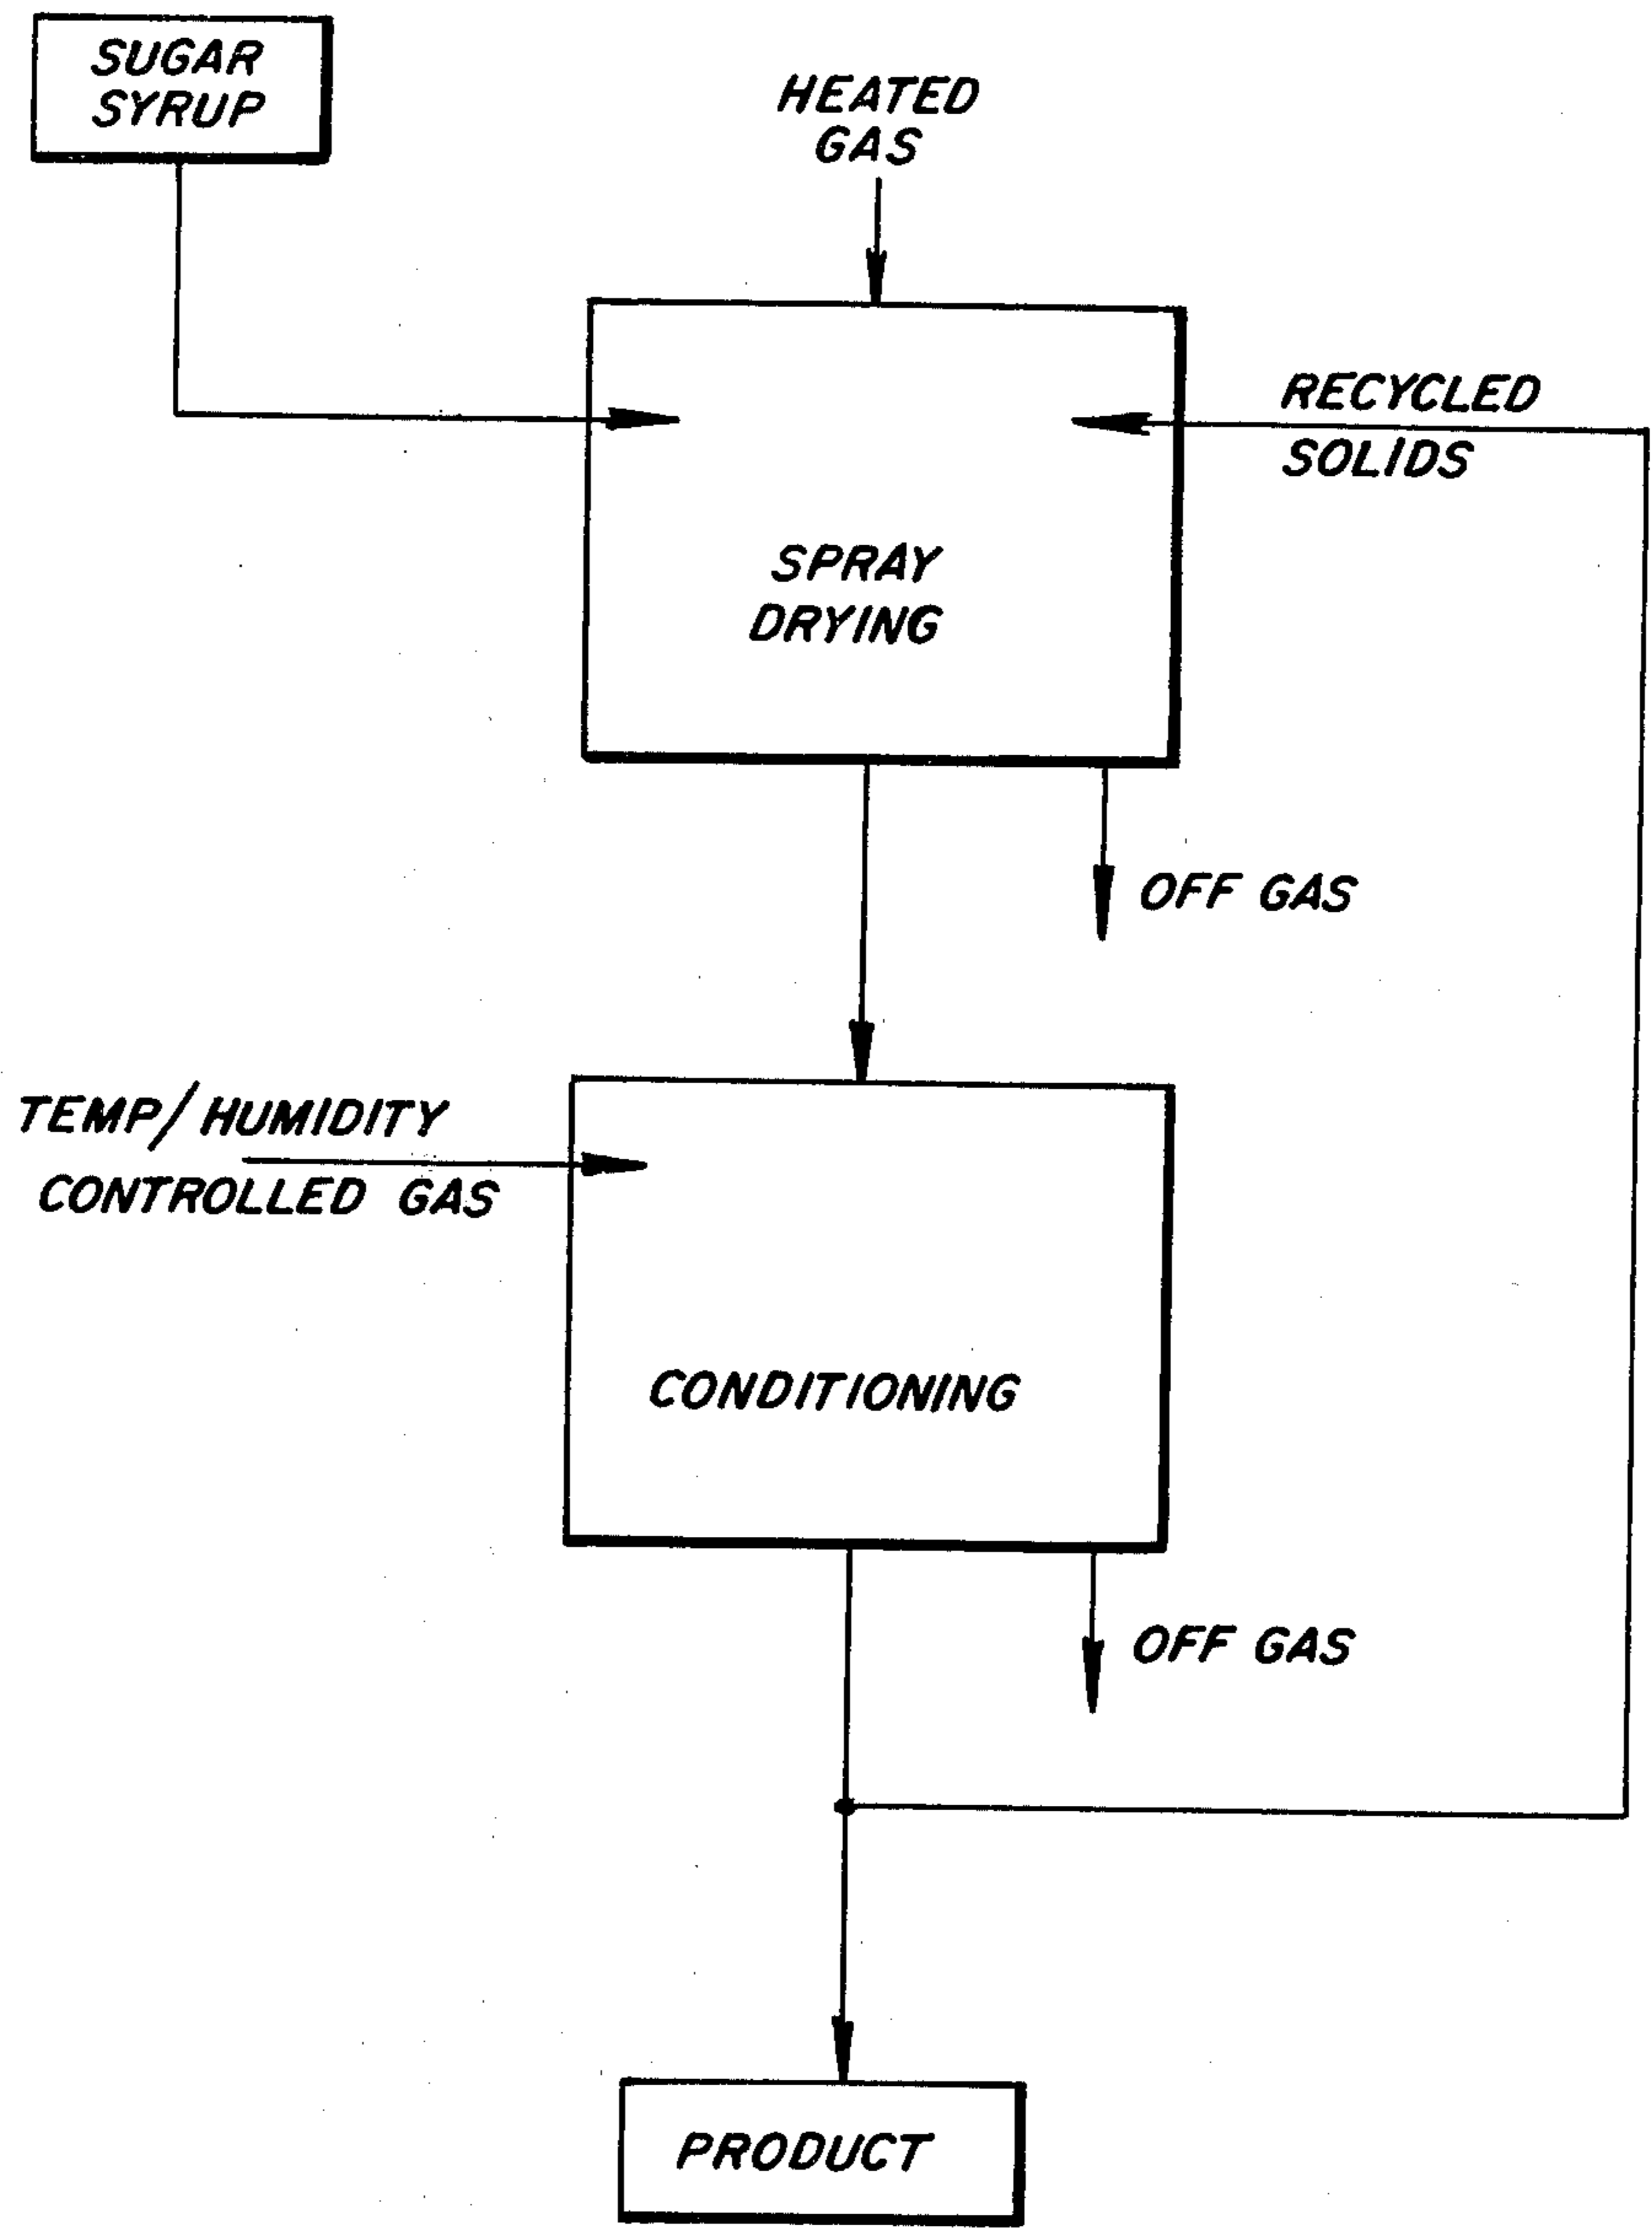 SUGAR
SYRUP
HEATED
GAS
RECYCLED
SOLIDS
SPRAY
DRYING
OFF GAS
TEMP/HUMIDITY
CONTROLLED GAS
CONDITIONING
OFF GAS
PRODUCT